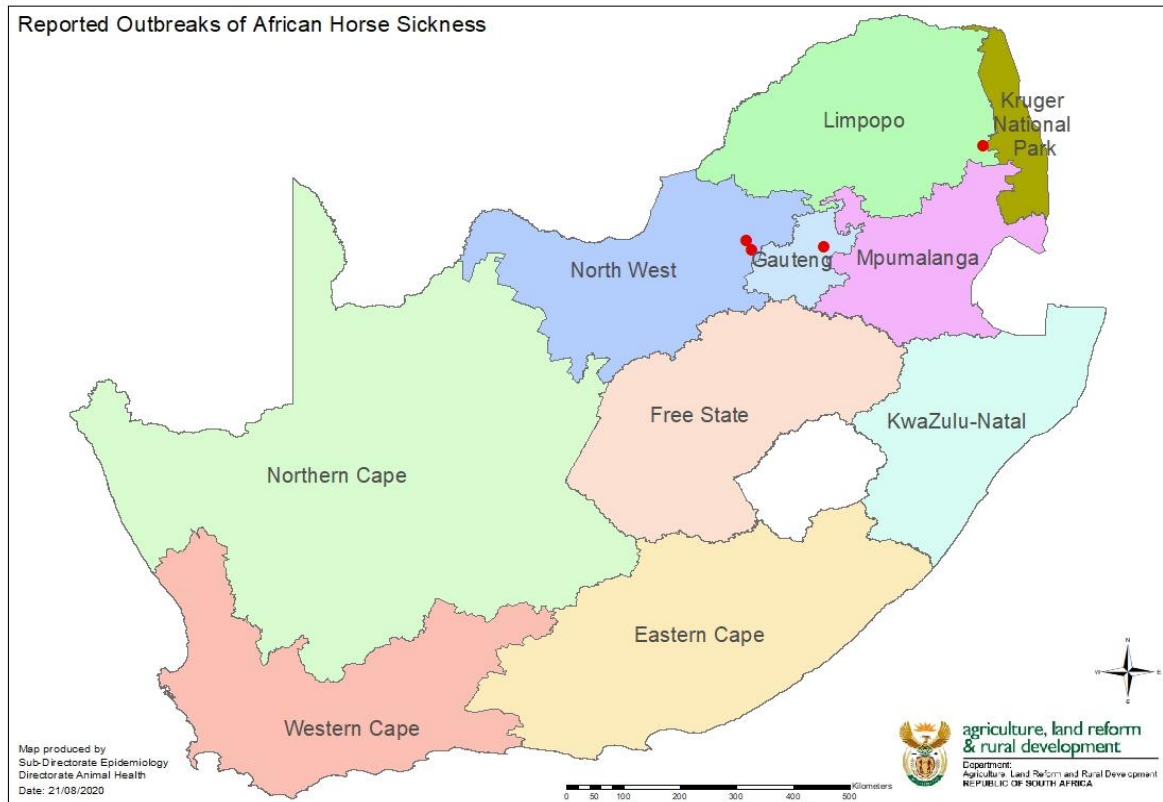 Reported Outbreaks of African Horse Sickness
Limpopo
Kruger
National
Park
North West
Gauteng
Mpumalanga
Free State
KwaZulu-Natal
Northern Cape
Eastern Cape
Western Cape
N
W
E
S
Map produced by
Sub-Directorate Epidemiology
Directorate Animal Health
Date: 21/08/2020
0 50 100 200 300 400 500
Kilometers
agriculture, land reform
& rural development
Department:
Agriculture, Land Reform and Rural Development
REPUBLIC OF SOUTH AFRICA